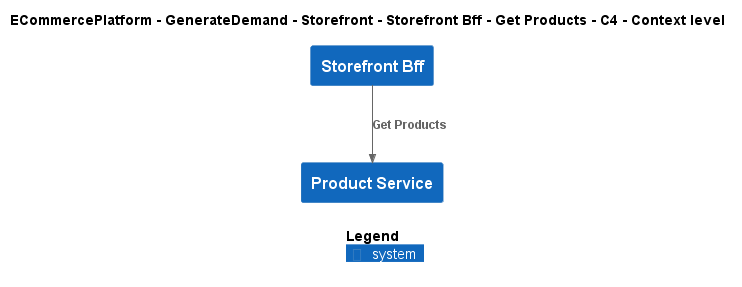 ECommercePlatform - GenerateDemand - Storefront - Storefront Bff - Get Products - C4 - Context level
Storefront Bff
Get Products
Product Service
Legend
system